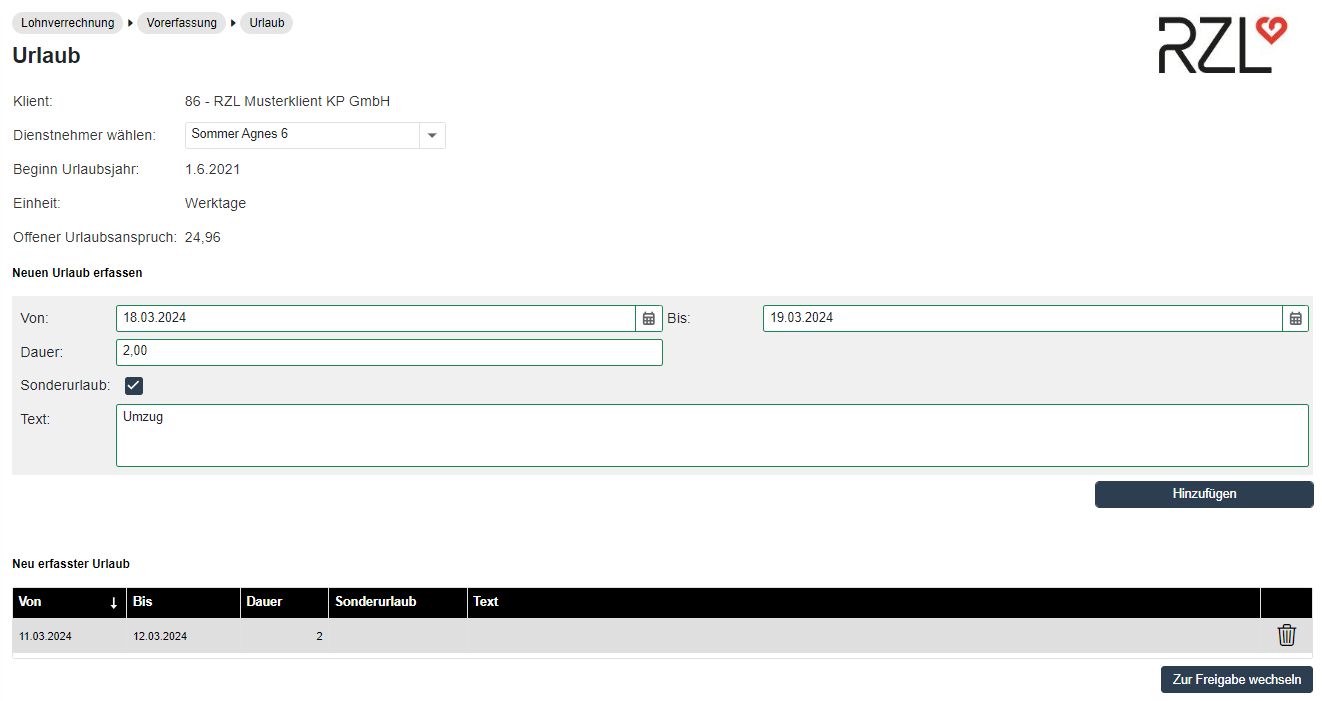 Lohnverrechnung Vorerfassung Urlaub
RZL
Urlaub
Klient: 86 - RZL Musterklient KP GmbH
Dienstnehmer wählen: Sommer Agnes 6
Beginn Urlaubsjahr: 1.6.2021
Einheit: Werktage
Offener Urlaubsanspruch: 24,96
Neuen Urlaub erfassen
Von: 18.03.2024 Bis: 19.03.2024
Dauer: 2,00
Sonderurlaub:
Text: Umzug
Hinzufügen
Neu erfasster Urlaub
Von ↓ Bis Dauer Sonderurlaub Text
11.03.2024 12.03.2024 2
Zur Freigabe wechseln